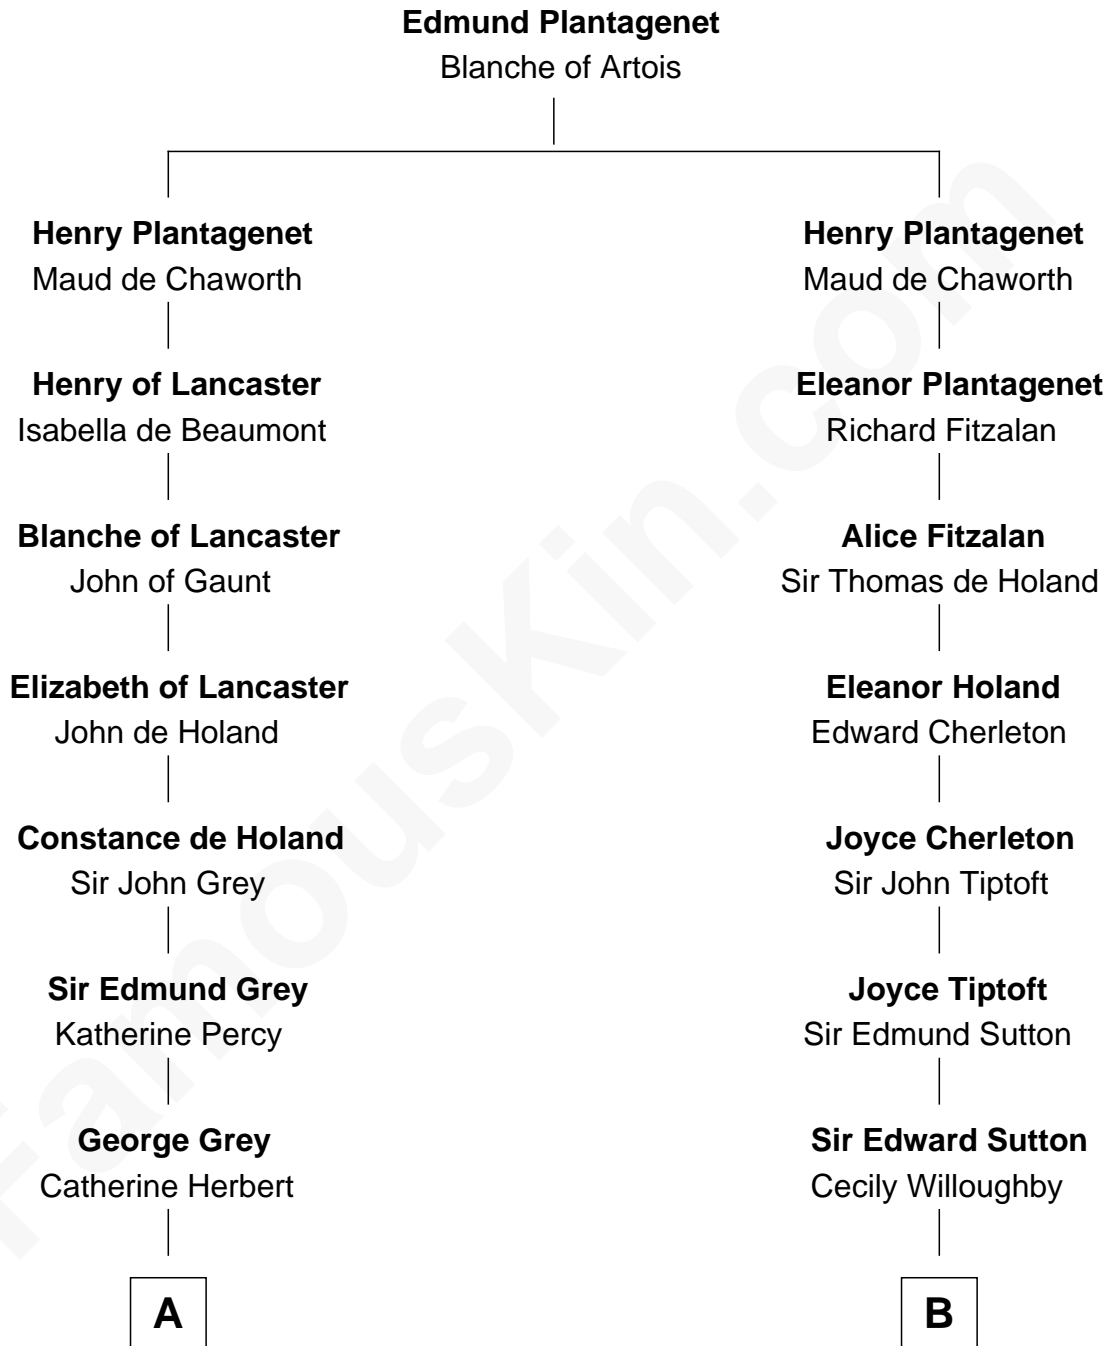 Edmund Plantagenet
Blanche of Artois
Henry Plantagenet
Maud de Chaworth
Henry Plantagenet
Maud de Chaworth
Henry of Lancaster
Isabella de Beaumont
Eleanor Plantagenet
Richard Fitzalan
Blanche of Lancaster
John of Gaunt
Alice Fitzalan
Sir Thomas de Holand
Elizabeth of Lancaster
John de Holand
Eleanor Holand
Edward Cherleton
Constance de Holand
Sir John Grey
Joyce Cherleton
Sir John Tiptoft
Sir Edmund Grey
Katherine Percy
Joyce Tiptoft
Sir Edmund Sutton
George Grey
Catherine Herbert
Sir Edward Sutton
Cecily Willoughby
A
B
FamousKin.com